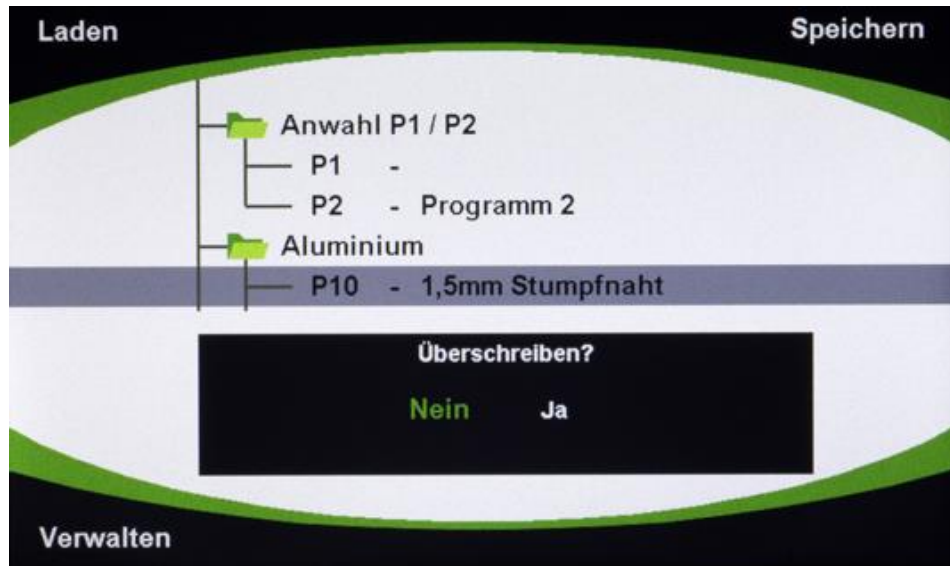 Laden
Speichern
Anwahl P1 / P2
P1 -
P2 - Programm 2
Aluminium
P10 - 1,5mm Stumpfnaht
Überschreiben?
Nein Ja
Verwalten